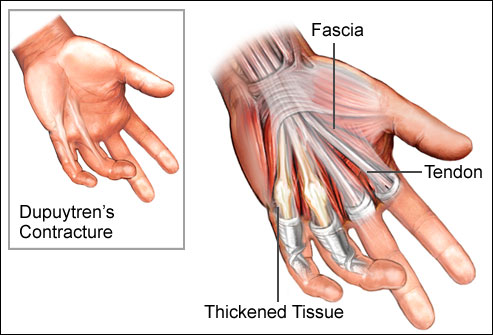 Dupuytren's
Contracture
Fascia
Tendon
Thickened Tissue